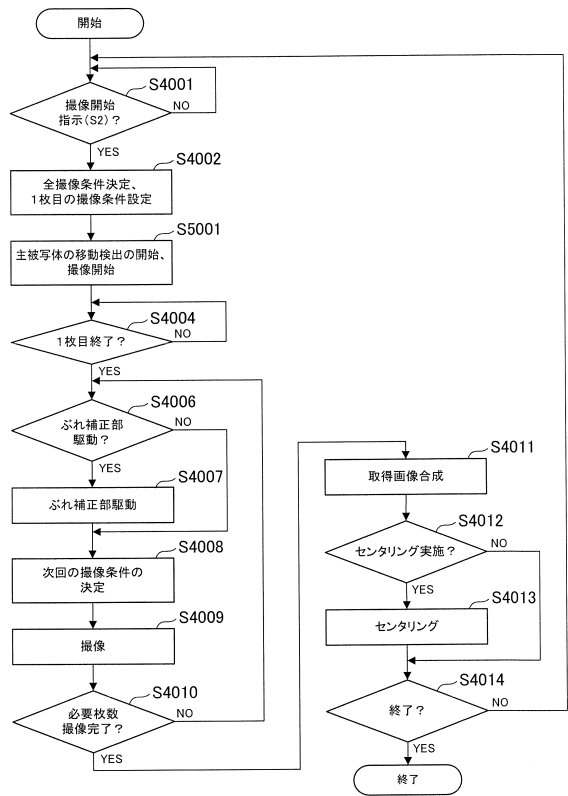 開始
S4001
撮像開始
指示(S2)？
NO
YES
S4002
全撮像条件決定、
1枚目の撮像条件設定
S5001
主被写体の移動検出の開始、
撮像開始
S4004
1枚目終了？
NO
YES
S4006
ぶれ補正部
駆動？
NO
YES
S4007
ぶれ補正部駆動
S4008
次回の撮像条件の
決定
S4009
撮像
S4010
必要枚数
撮像完了？
NO
YES
S4011
取得画像合成
S4012
センタリング実施？
NO
YES
S4013
センタリング
S4014
終了？
NO
YES
終了